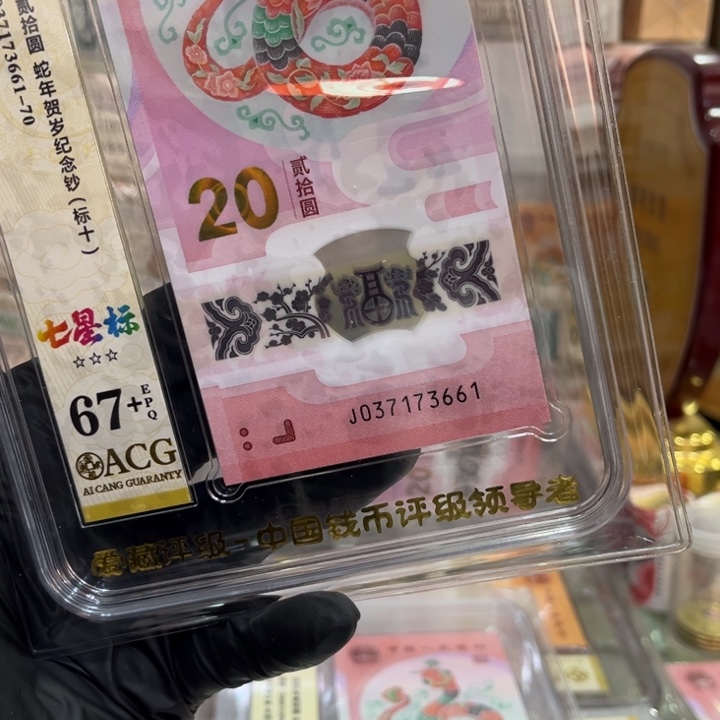 贰拾圆 蛇年贺岁纪念钞(标十)
037173661-70
七星标
67+
EPQ
ACG
AI CANG GUARANTY
20
贰拾圆
J037173661
爱藏评级-中国钱币评级领导者
20